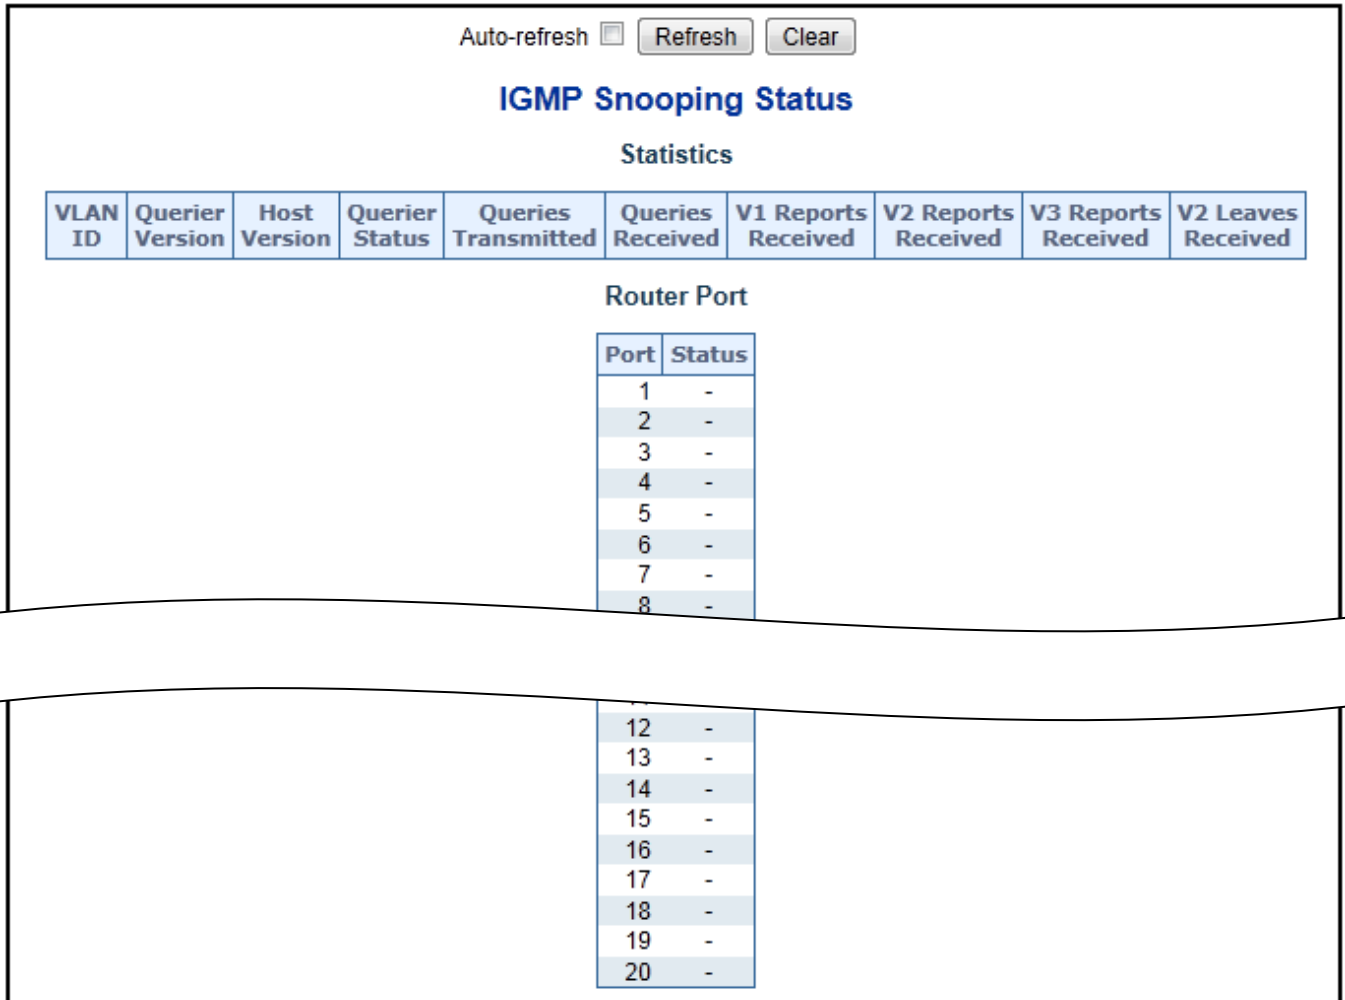 Auto-refresh Refresh Clear
IGMP Snooping Status
Statistics
VLAN ID Querier Version Host Version Querier Status Queries Transmitted Queries Received V1 Reports Received V2 Reports Received V3 Reports Received V2 Leaves Received
Router Port
Port Status
1 -
2 -
3 -
4 -
5 -
6 -
7 -
8 -
12 -
13 -
14 -
15 -
16 -
17 -
18 -
19 -
20 -